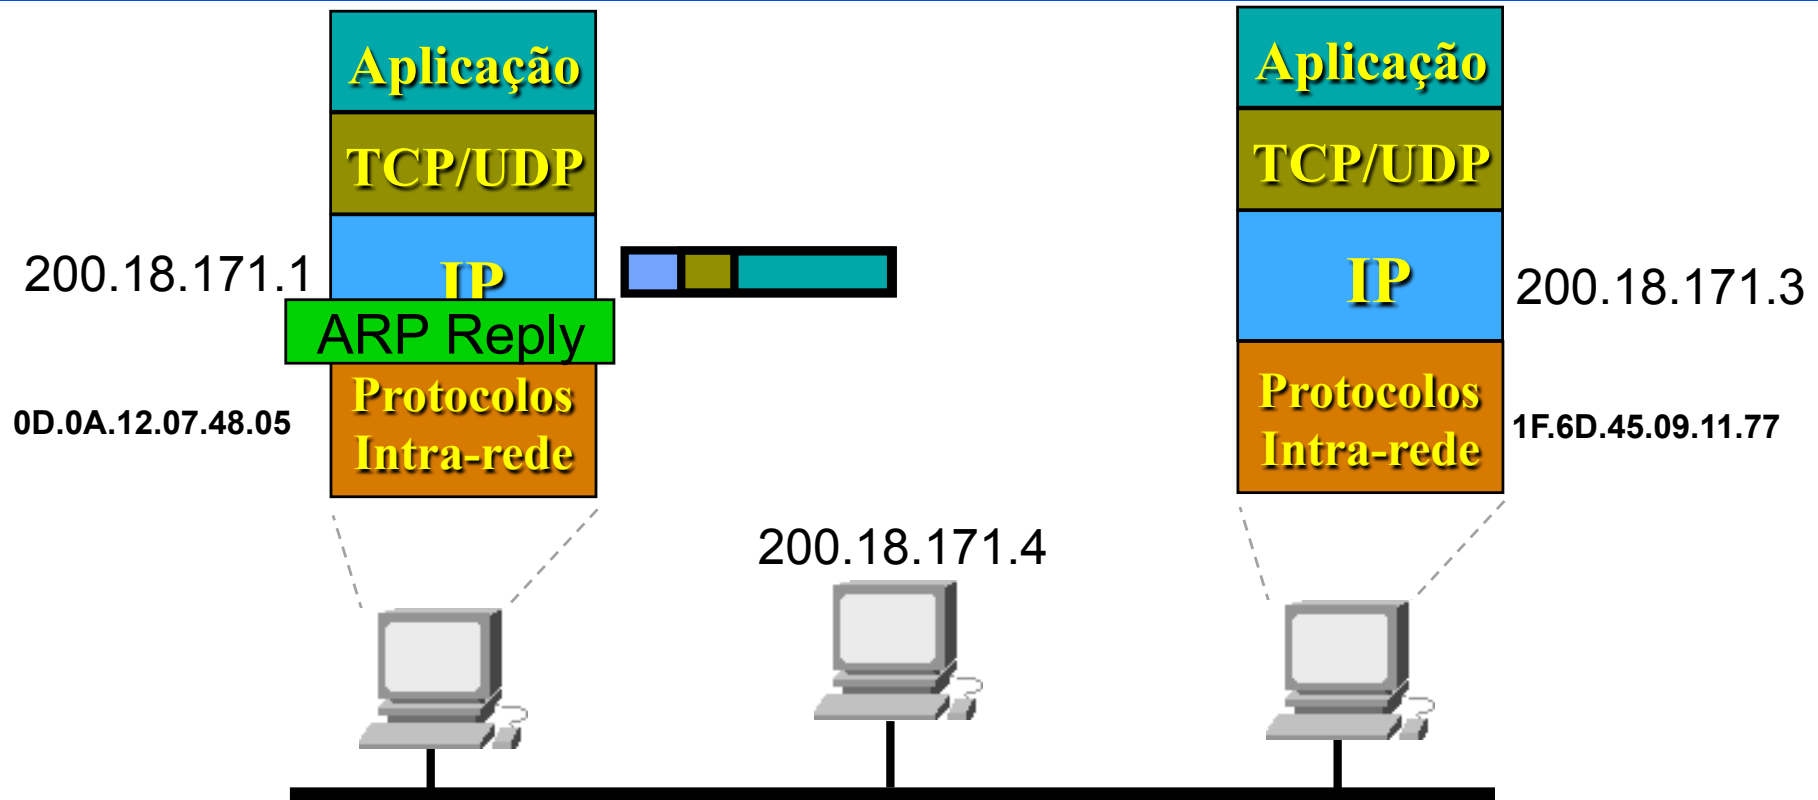 Aplicação
TCP/UDP
200.18.171.1
IP
ARP Reply
0D.0A.12.07.48.05
Protocolos
Intra-rede
200.18.171.4
Aplicação
TCP/UDP
IP
200.18.171.3
Protocolos
Intra-rede
1F.6D.45.09.11.77